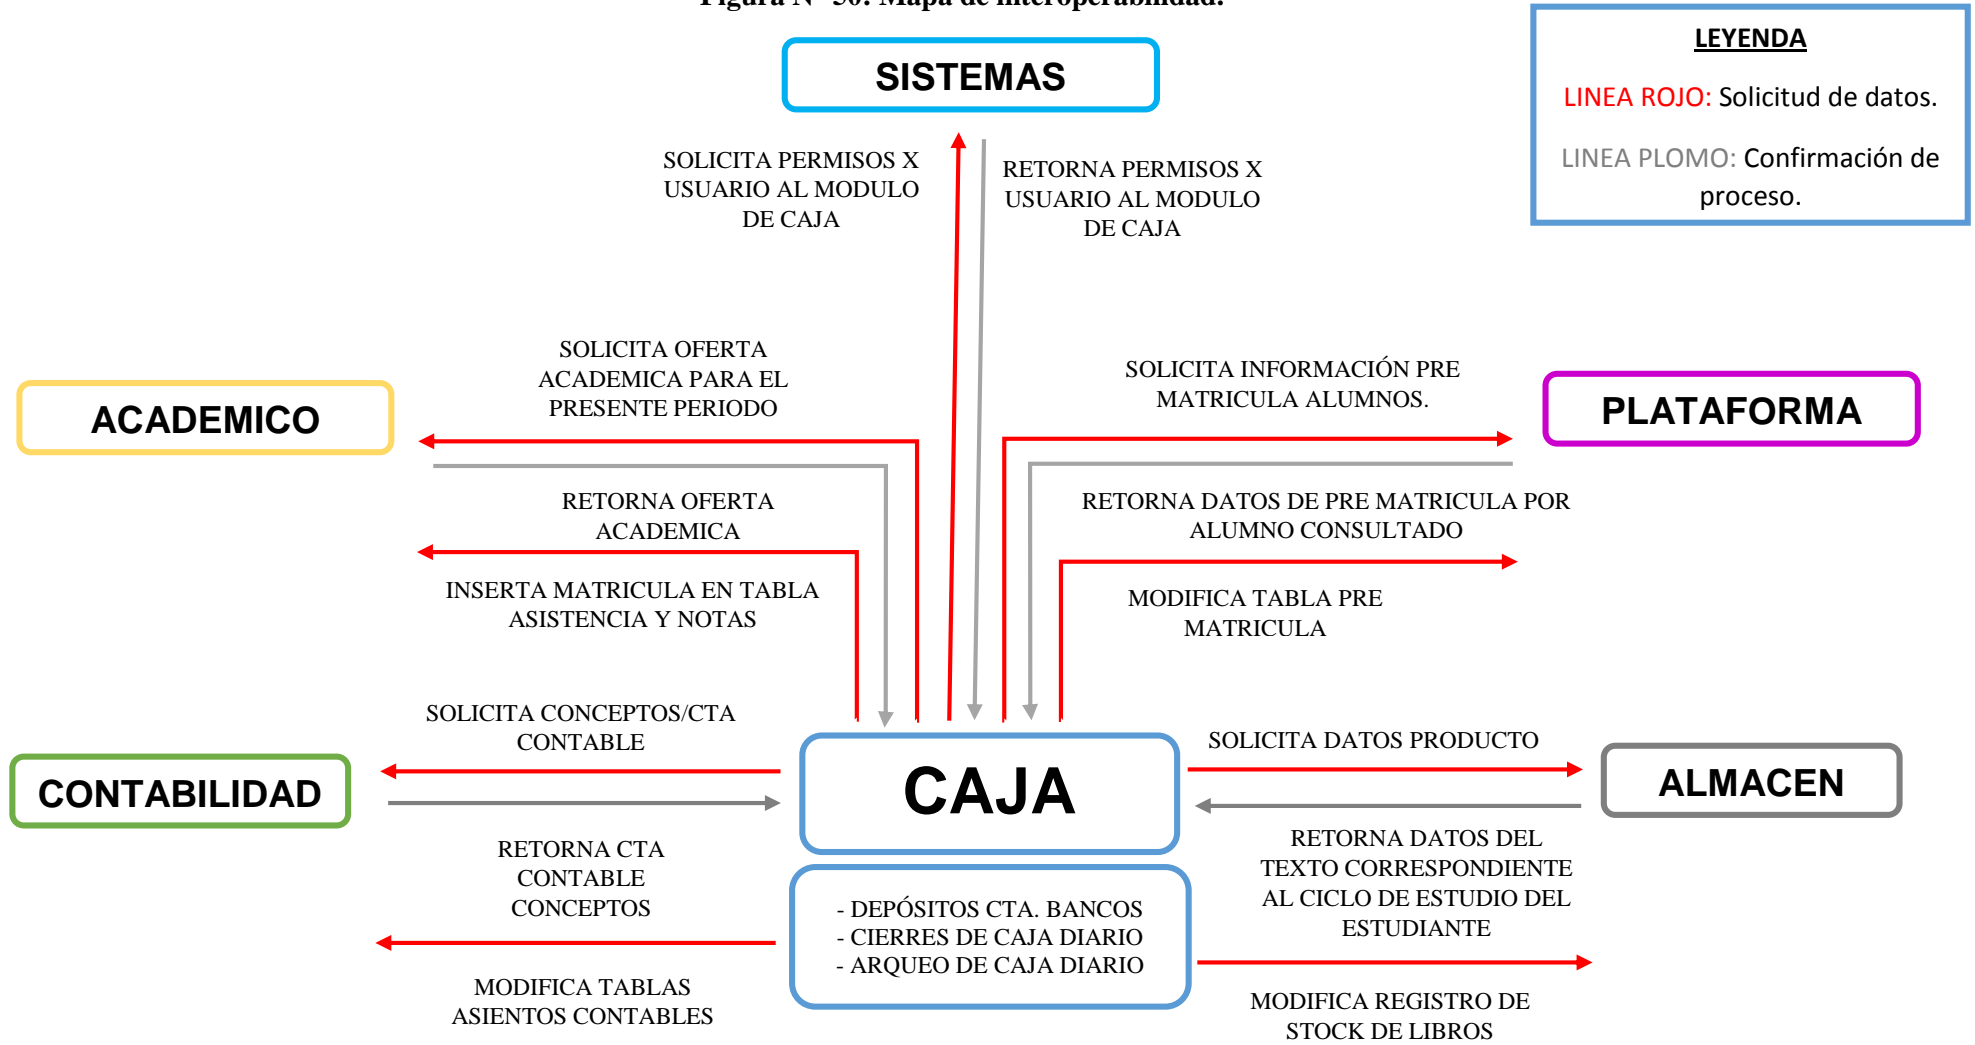 Figura N° 50: Mapa de interoperabilidad.
LEYENDA
LINEA ROJO: Solicitud de datos.
LINEA PLOMO: Confirmación de
proceso.
SISTEMAS
SOLICITA PERMISOS X
USUARIO AL MODULO
DE CAJA
RETORNA PERMISOS X
USUARIO AL MODULO
DE CAJA
SOLICITA OFERTA
ACADEMICA PARA EL
PRESENTE PERIODO
SOLICITA INFORMACIÓN PRE
MATRICULA ALUMNOS.
ACADEMICO
PLATAFORMA
RETORNA OFERTA
ACADEMICA
RETORNA DATOS DE PRE MATRICULA POR
ALUMNO CONSULTADO
INSERTA MATRICULA EN TABLA
ASISTENCIA Y NOTAS
MODIFICA TABLA PRE
MATRICULA
SOLICITA CONCEPTOS/CTA
CONTABLE
SOLICITA DATOS PRODUCTO
CONTABILIDAD
CAJA
ALMACEN
RETORNA CTA
CONTABLE
CONCEPTOS
RETORNA DATOS DEL
TEXTO CORRESPONDIENTE
AL CICLO DE ESTUDIO DEL
ESTUDIANTE
- DEPÓSITOS CTA. BANCOS
- CIERRES DE CAJA DIARIO
- ARQUEO DE CAJA DIARIO
MODIFICA TABLAS
ASIENTOS CONTABLES
MODIFICA REGISTRO DE
STOCK DE LIBROS